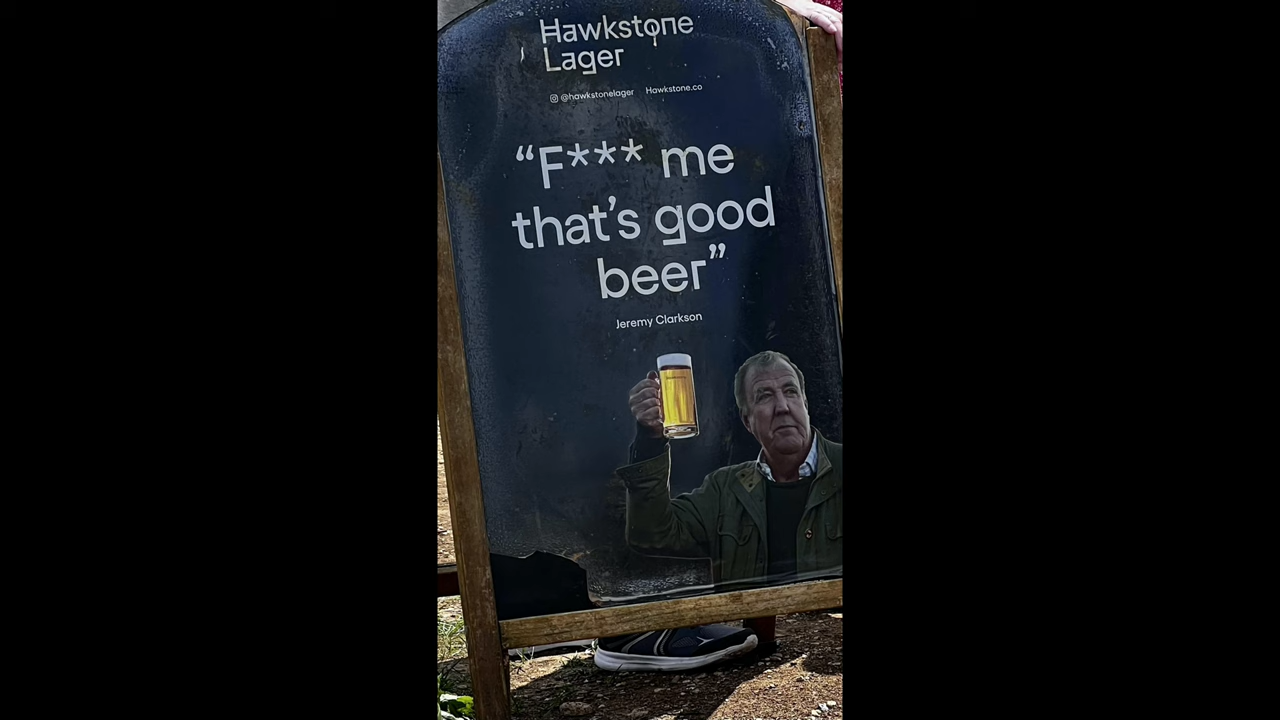 Hawkstone
Lager
@hawkstonelager Hawkstone.co
“F*** me
that’s good
beer”
Jeremy Clarkson